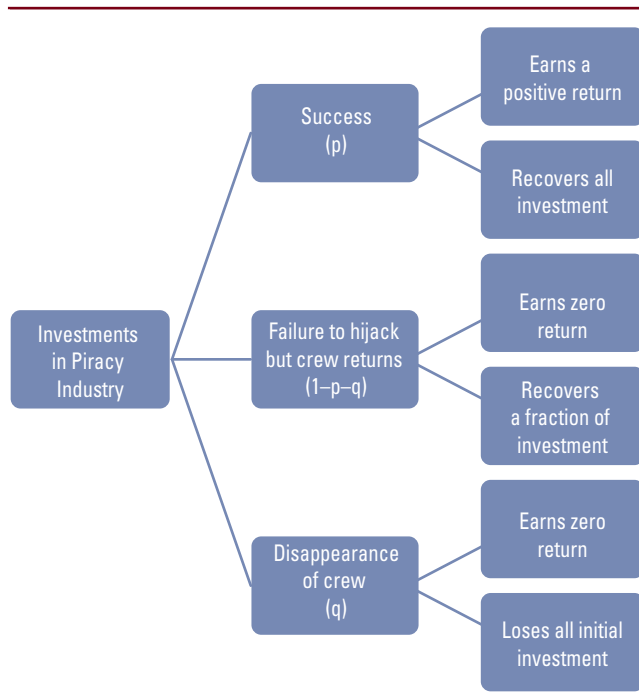 Earns a
positive return
Success
(p)
Recovers all
investment
Earns zero
return
Investments
in Piracy
Industry
Failure to hijack
but crew returns
(1–p–q)
Recovers
a fraction of
investment
Earns zero
return
Disappearance
of crew
(q)
Loses all initial
investment